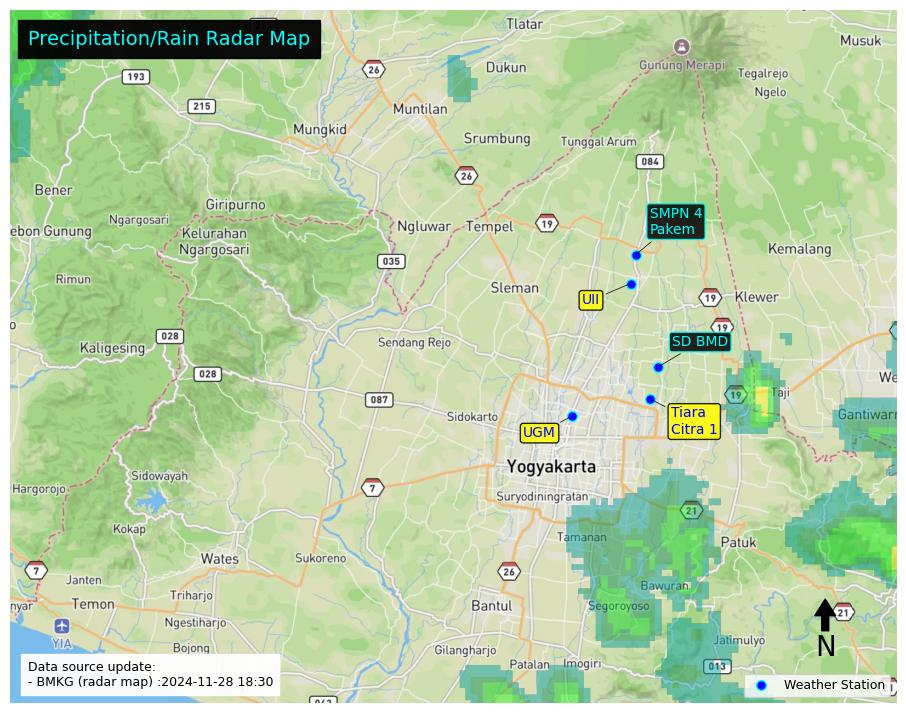 Precipitation/Rain Radar Map
Tlatar
Musuk
26
Gunung Merapi
193
Dukun
Tegalrejo
Ngelo
215
Muntilan
Mungkid
Srumbung
Tunggal Arum
084
26
Bener
Giripurno
SMPN 4
Pakem
Ngargosari
ebon Gunung
Kelurahan
Ngargosari
Ngluwar
Tempel
19
Kemalang
035
Rimun
Sleman
UII
19
Klewer
19
028
Kaligesing
Sendang Rejo
SD BMD
028
We
087
19
Taji
Sidokarto
Tiara
Citra 1
Gantiwarn
UGM
Yogyakarta
Hargorojo
Sidowayah
7
Suryodiningratan
21
Kokap
Tamanan
Patuk
Wates
Sukoreno
7
Janten
26
Bawuran
nyar
Temon
Triharjo
Bantul
Segoroyoso
21
Ngestiharjo
YIA
Bojong
Gilangharjo
Jatimulyo
N
Patalan
Imogiri
013
Data source update:
- BMKG (radar map) :2024-11-28 18:30
Weather Station